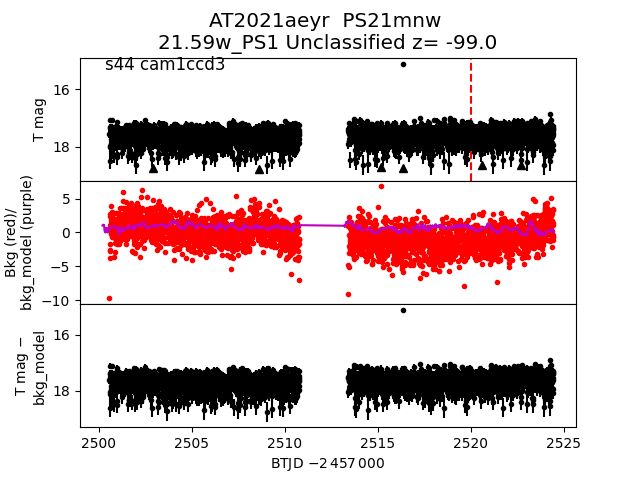 AT2021aeyr  PS21mnw
21.59w_PS1 Unclassified z= -99.0
s44 cam1ccd3
16
18
T mag
5
0
−5
−10
Bkg (red)/
bkg_model (purple)
16
18
T mag −
bkg_model
2500 2505 2510 2515 2520 2525
BTJD −2 457 000